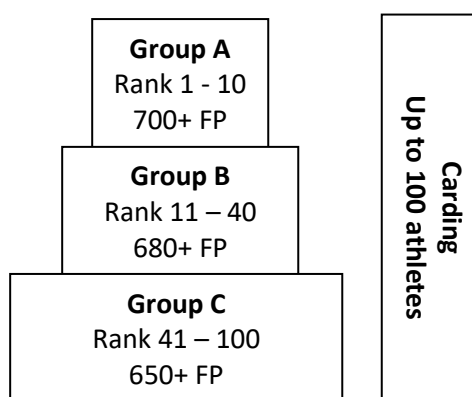 Group A
Rank 1 - 10
700+ FP
Group B
Rank 11 – 40
680+ FP
Group C
Rank 41 – 100
650+ FP
Carding
Up to 100 athletes